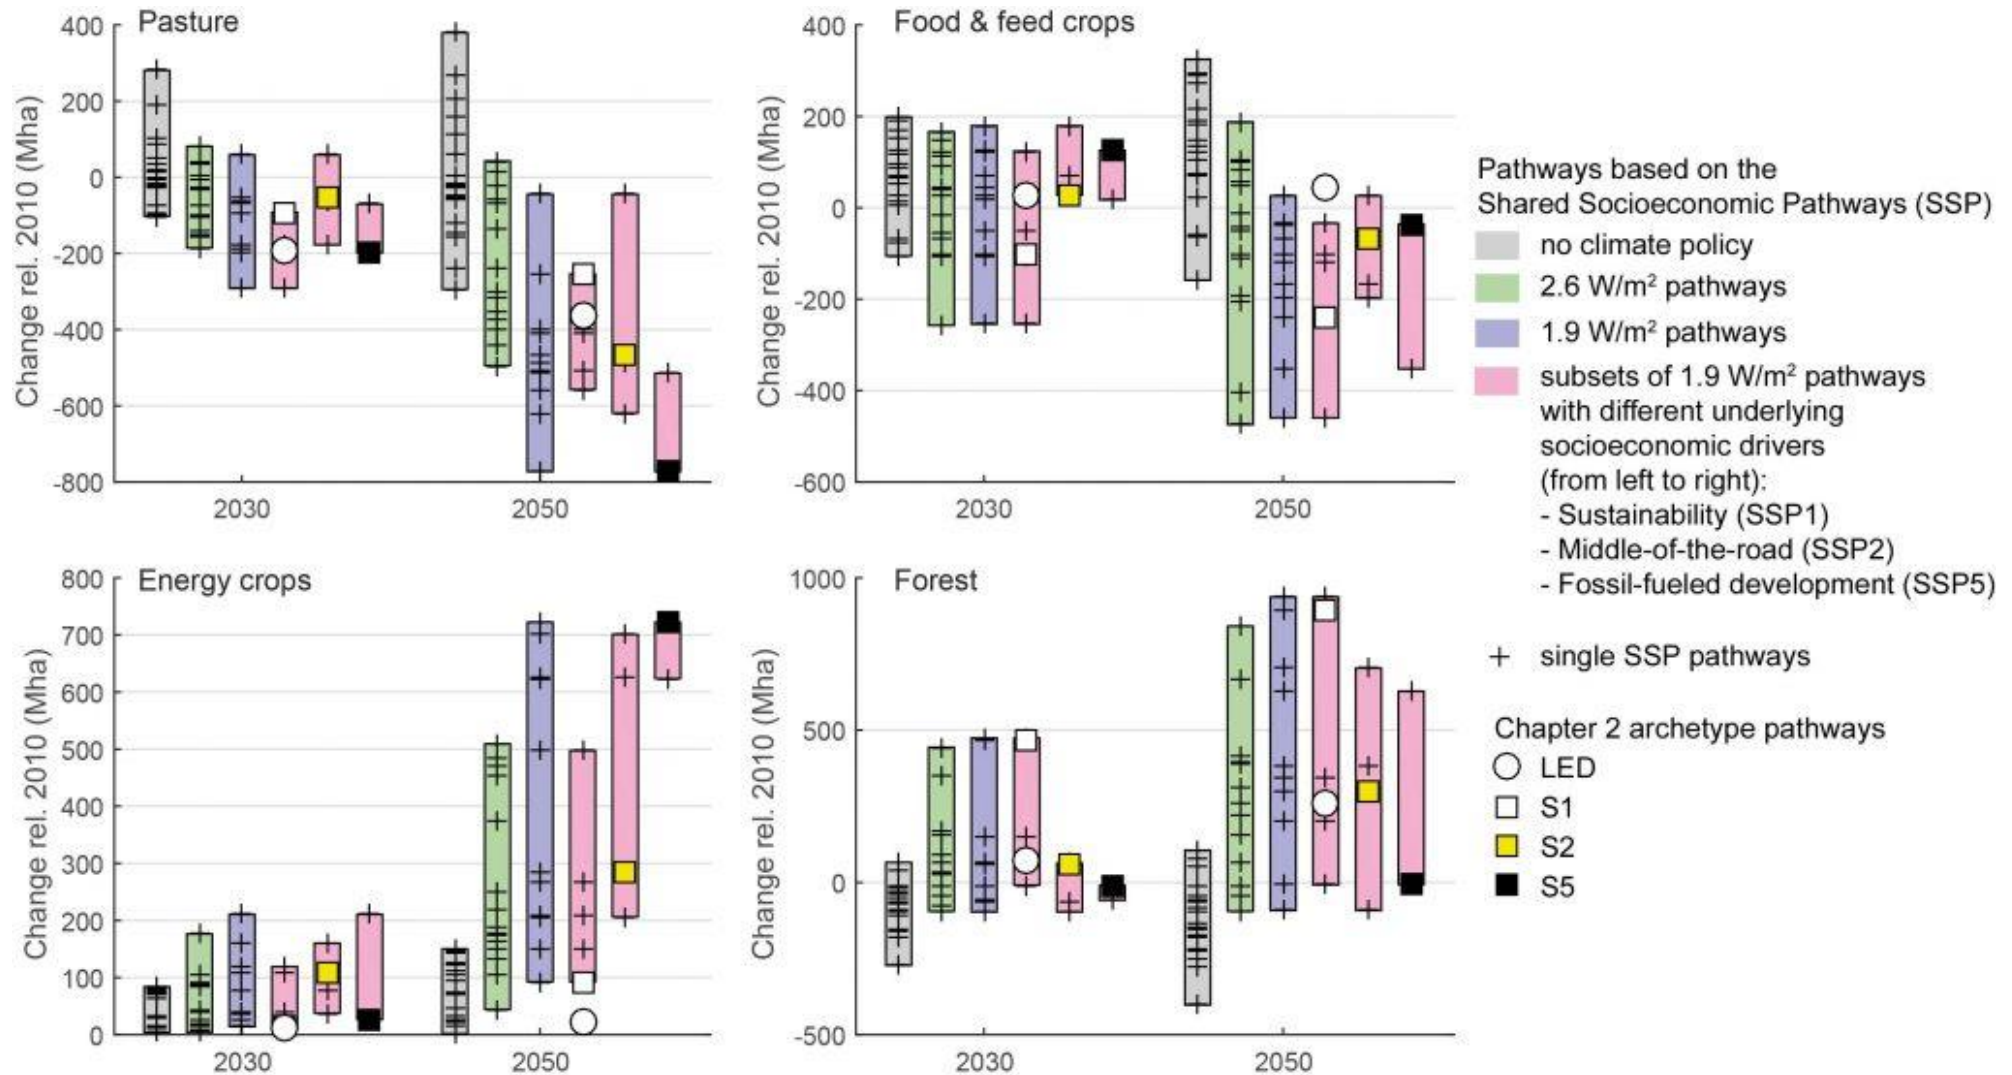 Pasture
400
200
0
-200
-400
-600
-800
Change rel. 2010 (Mha)
2030
2050
Food & feed crops
400
200
0
-200
-400
-600
Change rel. 2010 (Mha)
2030
2050
Energy crops
800
700
600
500
400
300
200
100
0
Change rel. 2010 (Mha)
2030
2050
Forest
1000
500
0
-500
Change rel. 2010 (Mha)
2030
2050
Pathways based on the
Shared Socioeconomic Pathways (SSP)
no climate policy
2.6 W/m² pathways
1.9 W/m² pathways
subsets of 1.9 W/m² pathways
with different underlying
socioeconomic drivers
(from left to right):
- Sustainability (SSP1)
- Middle-of-the-road (SSP2)
- Fossil-fueled development (SSP5)
single SSP pathways
Chapter 2 archetype pathways
LED
S1
S2
S5